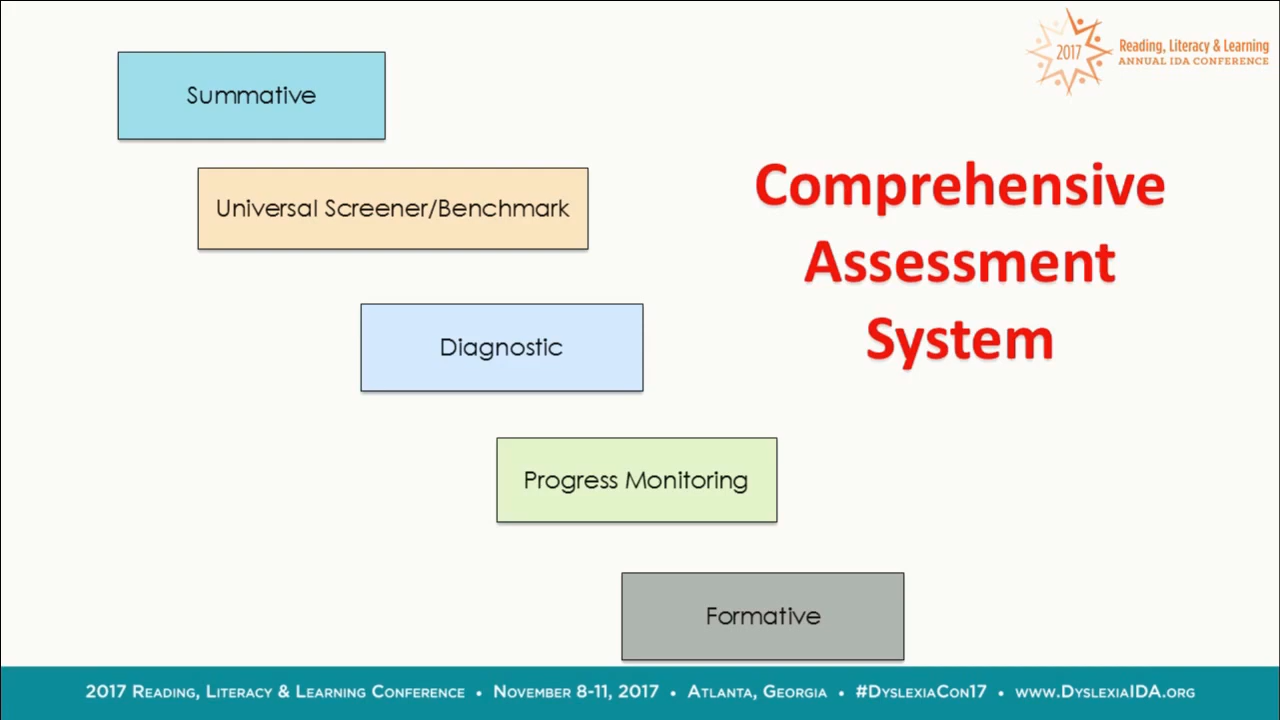 2017
Reading, Literacy & Learning
ANNUAL IDA CONFERENCE
Summative
Universal Screener/Benchmark
Comprehensive
Assessment
System
Diagnostic
Progress Monitoring
Formative
2017 READING, LITERACY & LEARNING CONFERENCE • NOVEMBER 8-11, 2017 • ATLANTA, GEORGIA • #DYSLEXIACON17 • WWW.DYSLEXIAIDA.ORG